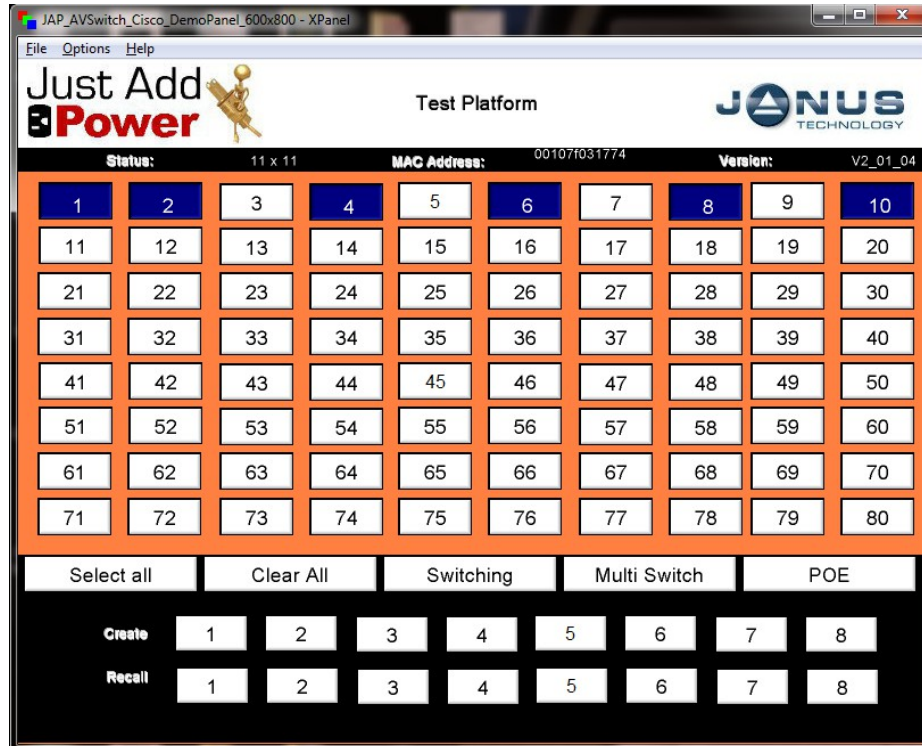 JAP_AVSwitch_Cisco_DemoPanel_600x800 - XPanel
File Options Help
Just Add
Power
Test Platform
JANUS
TECHNOLOGY
Status: 11 x 11 MAC Address: 00107f031774 Version: V2_01_04
1 2 3 4 5 6 7 8 9 10
11 12 13 14 15 16 17 18 19 20
21 22 23 24 25 26 27 28 29 30
31 32 33 34 35 36 37 38 39 40
41 42 43 44 45 46 47 48 49 50
51 52 53 54 55 56 57 58 59 60
61 62 63 64 65 66 67 68 69 70
71 72 73 74 75 76 77 78 79 80
Select all Clear All Switching Multi Switch POE
Create 1 2 3 4 5 6 7 8
Recall 1 2 3 4 5 6 7 8